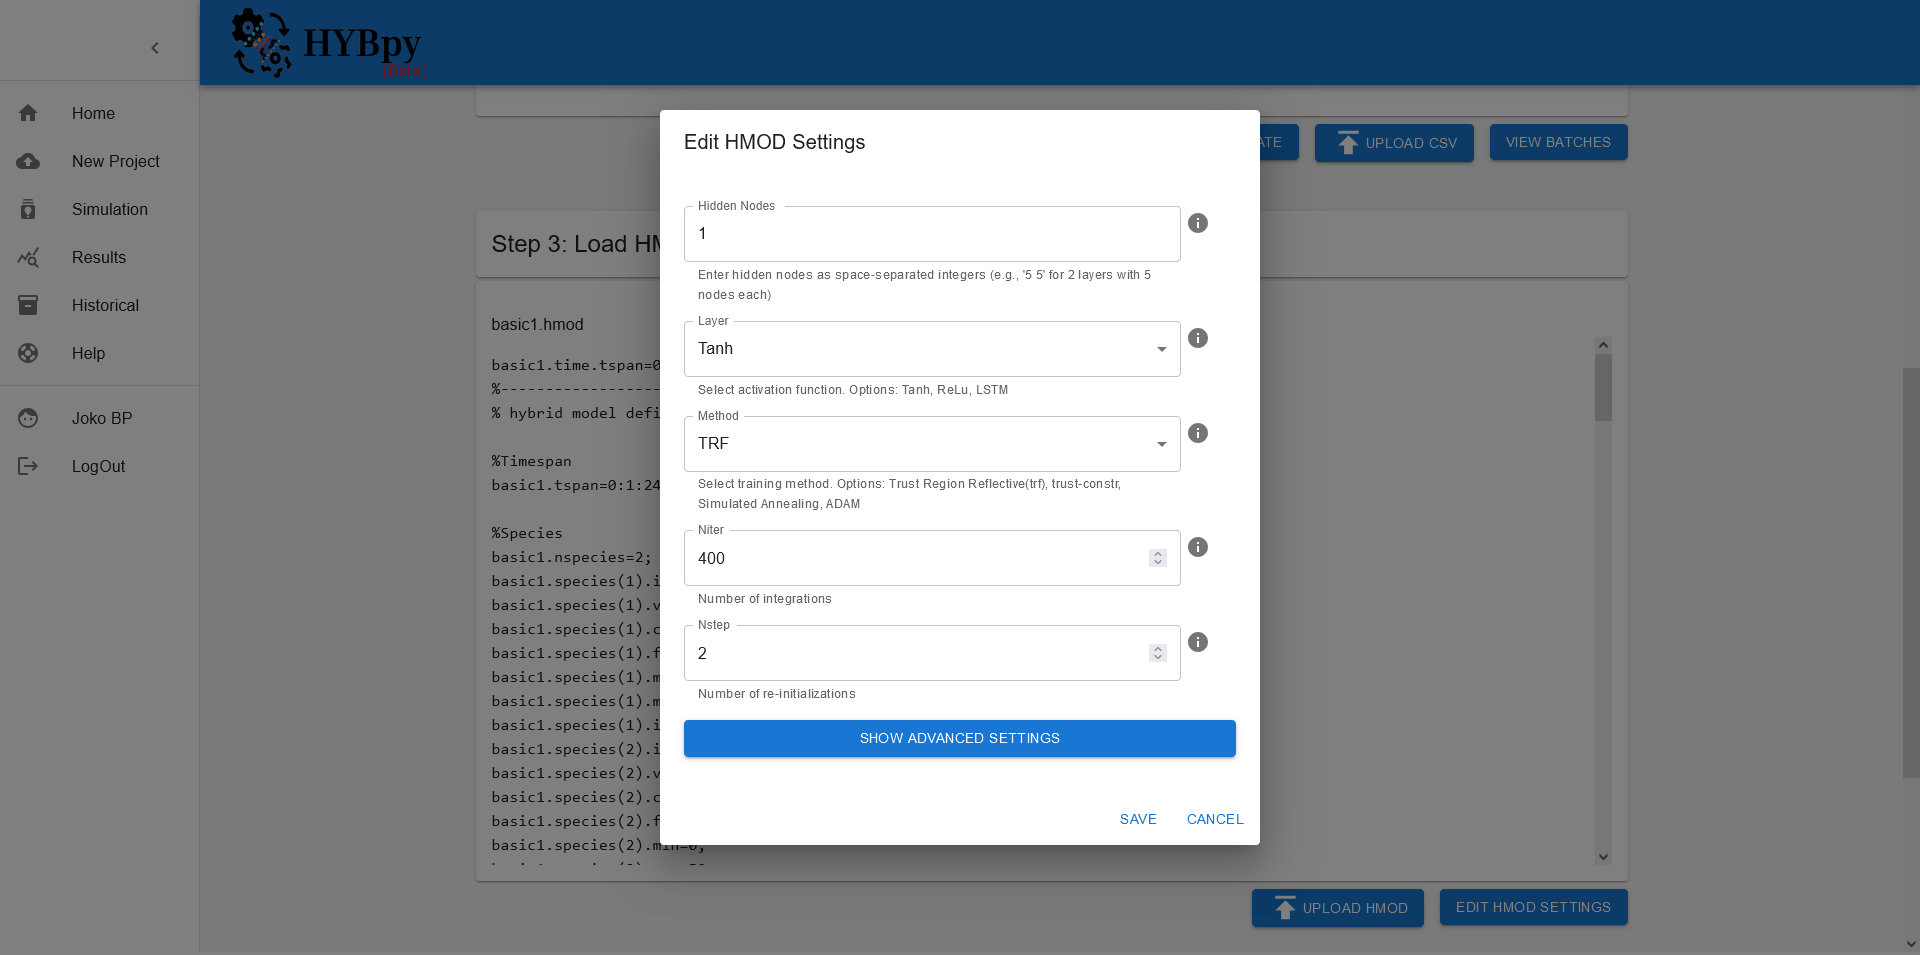 HYBpy
(Beta)
Home
New Project
Simulation
Results
Historical
Help
Joko BP
LogOut
UPLOAD CSV
VIEW BATCHES
Step 3: Load
basic1.hmod
basic1.time.tspan=0
%-----------------
% hybrid model defi
%Timespan
basic1.tspan=0:1:24
%Species
basic1.nspecies=2;
basic1.species(1).i
basic1.species(1).v
basic1.species(1).c
basic1.species(1).f
basic1.species(1).m
basic1.species(1).m
basic1.species(1).i
basic1.species(2).i
basic1.species(2).v
basic1.species(2).c
basic1.species(2).f
basic1.species(2).min=0;
UPLOAD HMOD
EDIT HMOD SETTINGS
Edit HMOD Settings
Hidden Nodes
1
Enter hidden nodes as space-separated integers (e.g., '5 5' for 2 layers with 5
nodes each)
Layer
Tanh
Select activation function. Options: Tanh, ReLu, LSTM
Method
TRF
Select training method. Options: Trust Region Reflective(trf), trust-constr,
Simulated Annealing, ADAM
Niter
400
Number of integrations
Nstep
2
Number of re-initializations
SHOW ADVANCED SETTINGS
SAVE
CANCEL